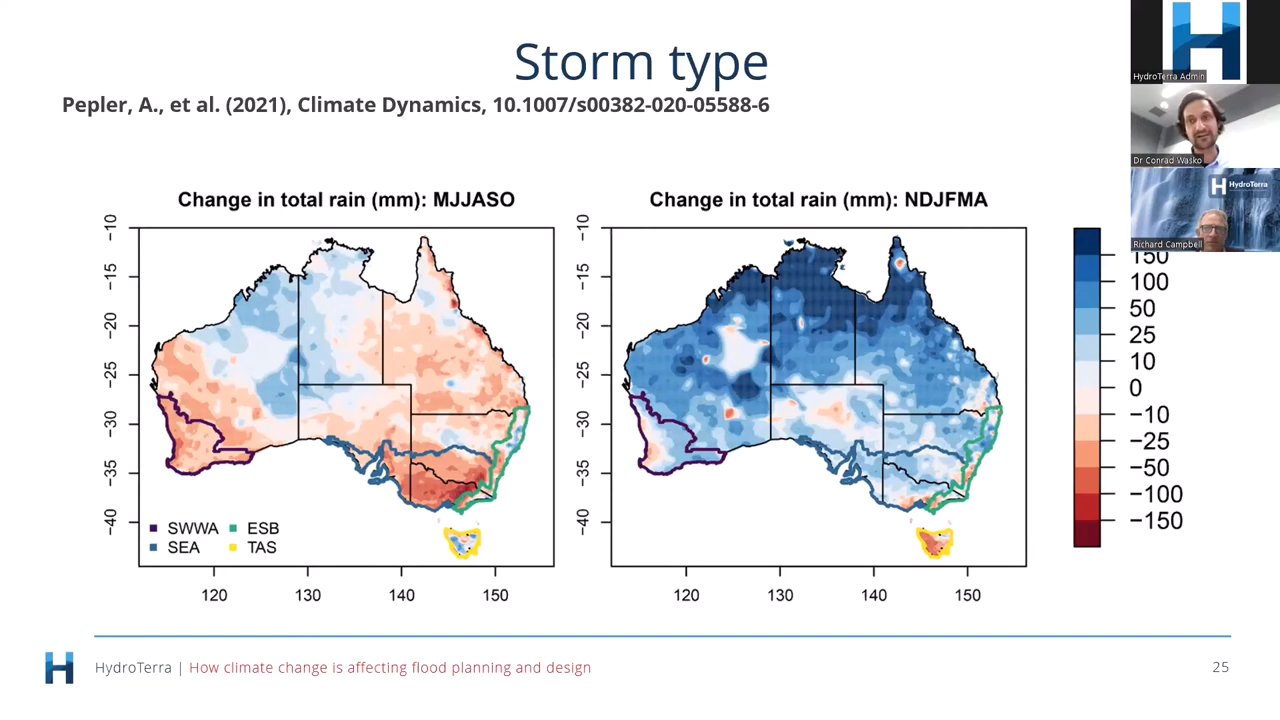 Storm type
Pepler, A., et al. (2021), Climate Dynamics, 10.1007/s00382-020-05588-6
HydroTerra Admin
Dr Conrad Wasko
HydroTerra
Richard Campbell
Change in total rain (mm): MJJASO
−10
−15
−20
−25
−30
−35
−40
SWWA
ESB
SEA
TAS
120
130
140
150
Change in total rain (mm): NDJFMA
−10
−15
−20
−25
−30
−35
−40
120
130
140
150
150
100
50
25
10
0
−10
−25
−50
−100
−150
HydroTerra | How climate change is affecting flood planning and design
25